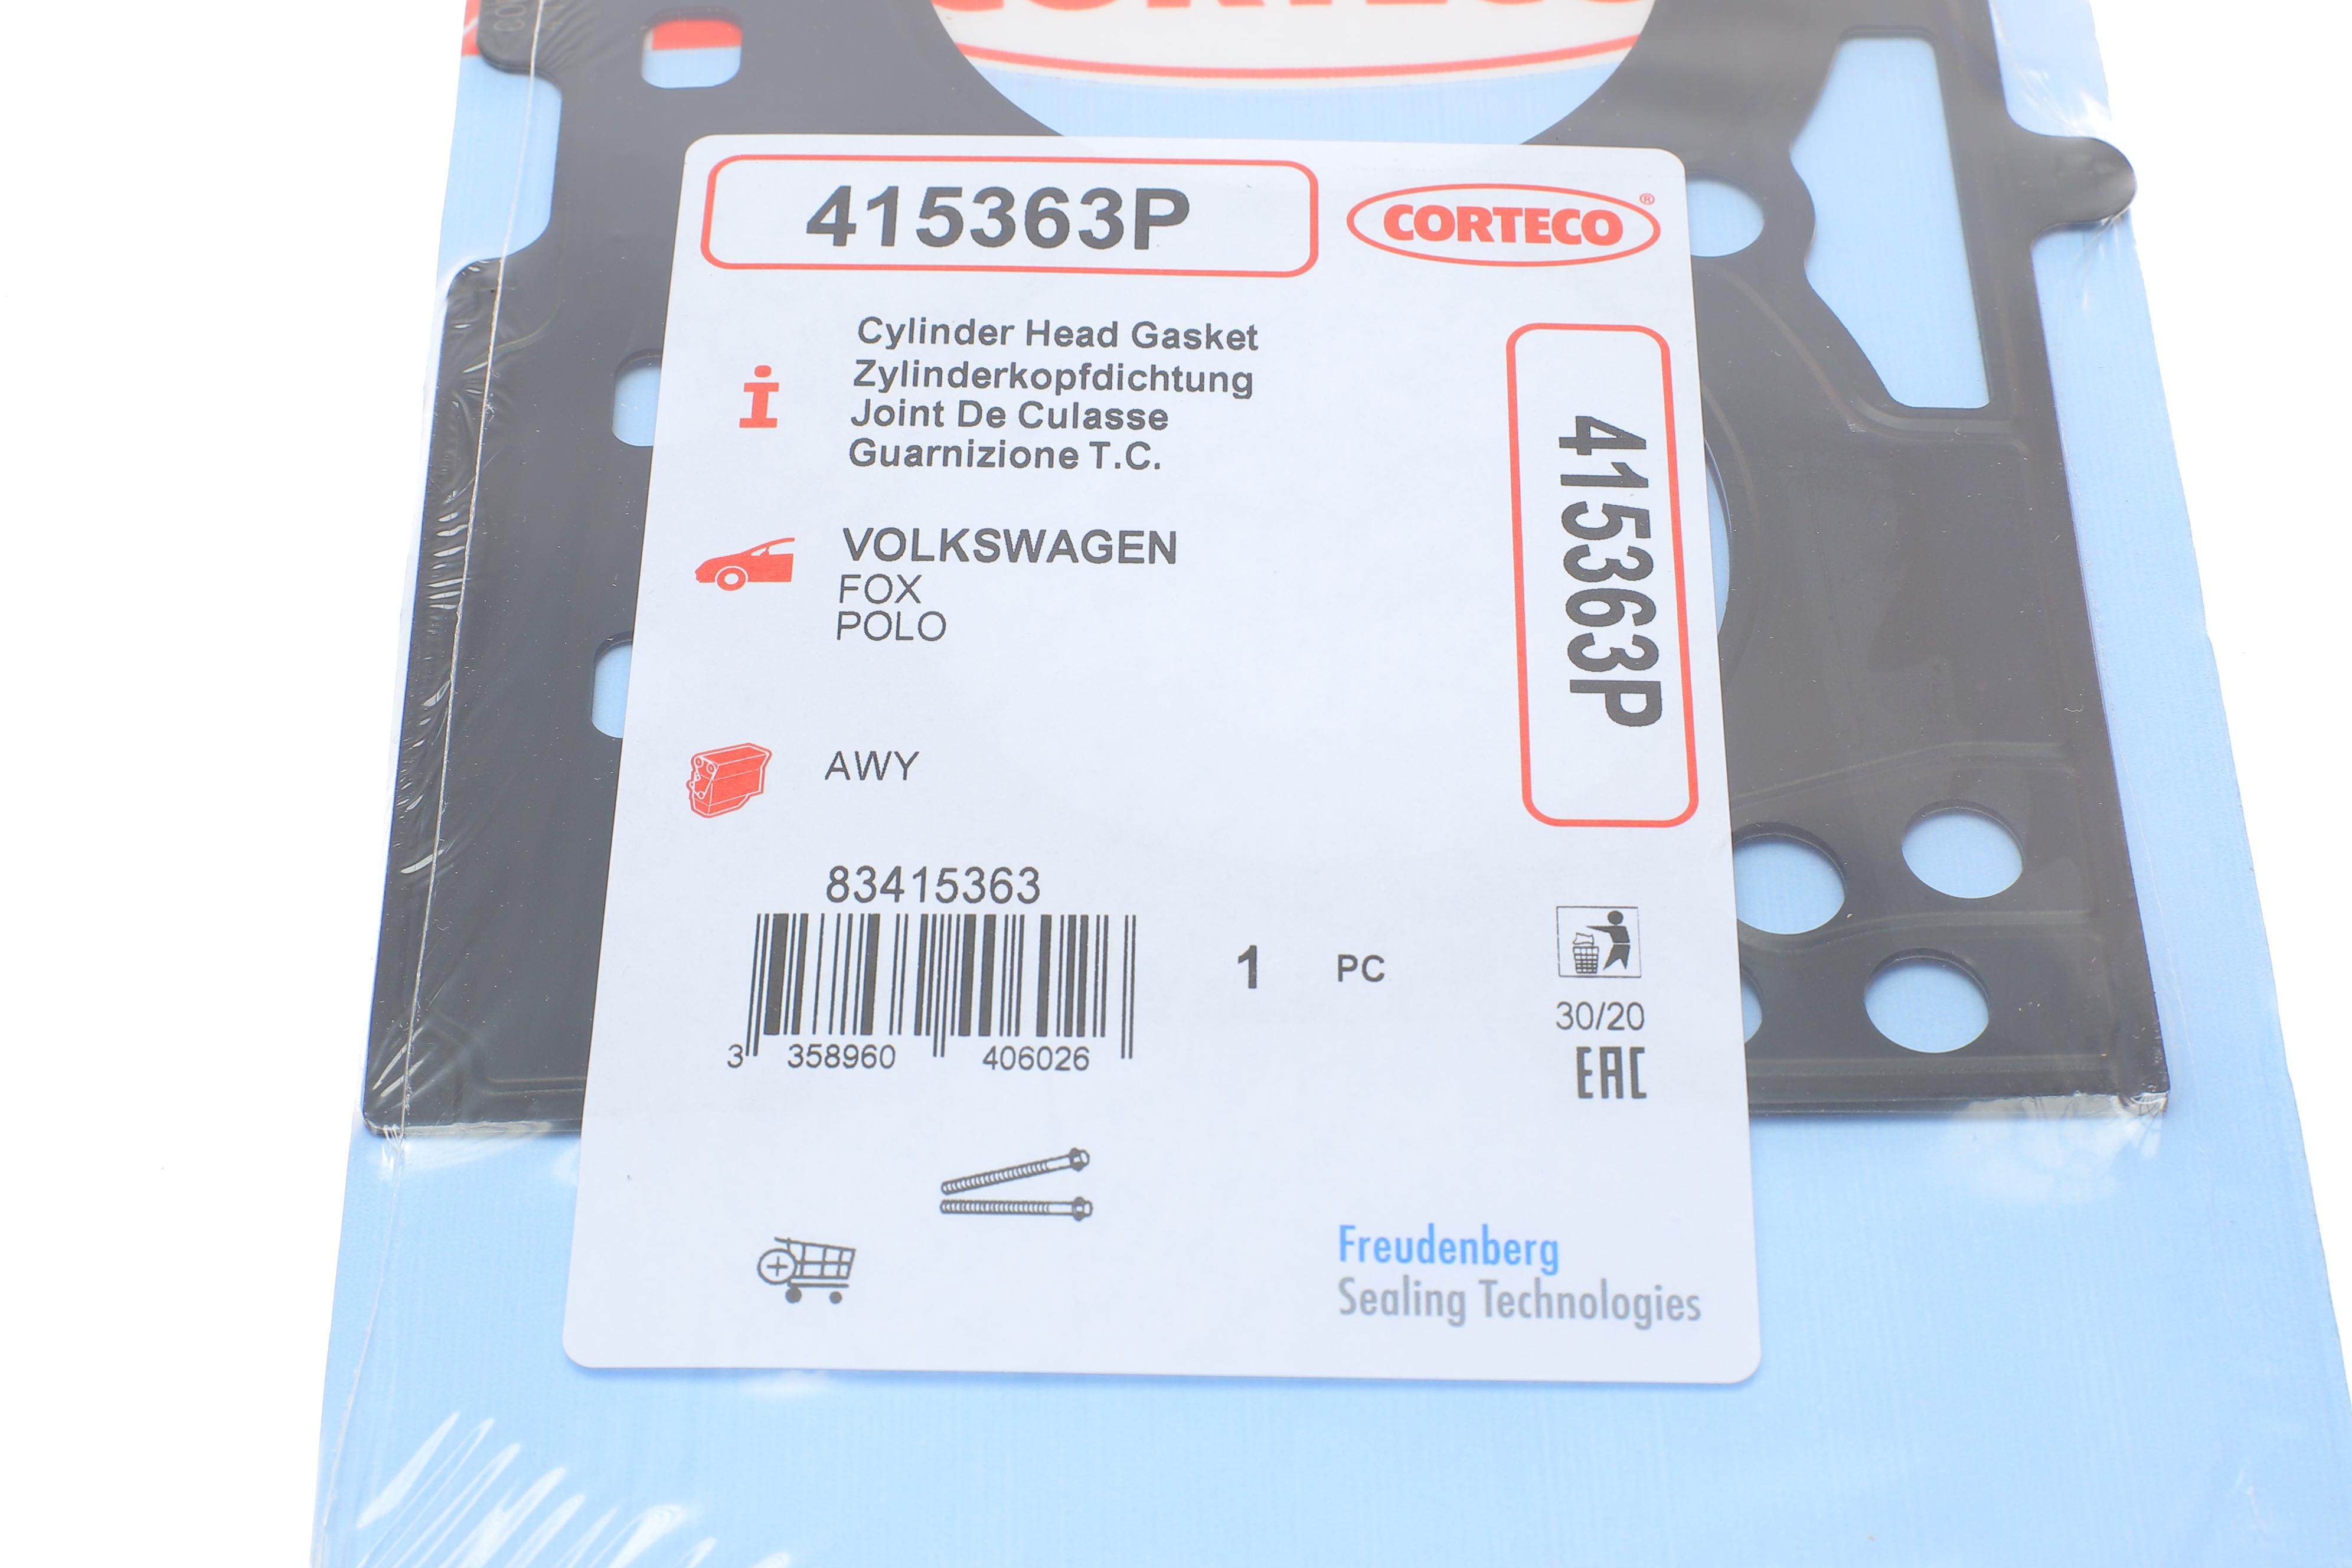 CORTECO
415363P
CORTECO®
Cylinder Head Gasket
Zylinderkopfdichtung
Joint De Culasse
Guarnizione T.C.
415363P
VOLKSWAGEN
FOX
POLO
AWY
83415363
3 358960 406026
1 PC
30/20
EAC
Freudenberg
Sealing Technologies